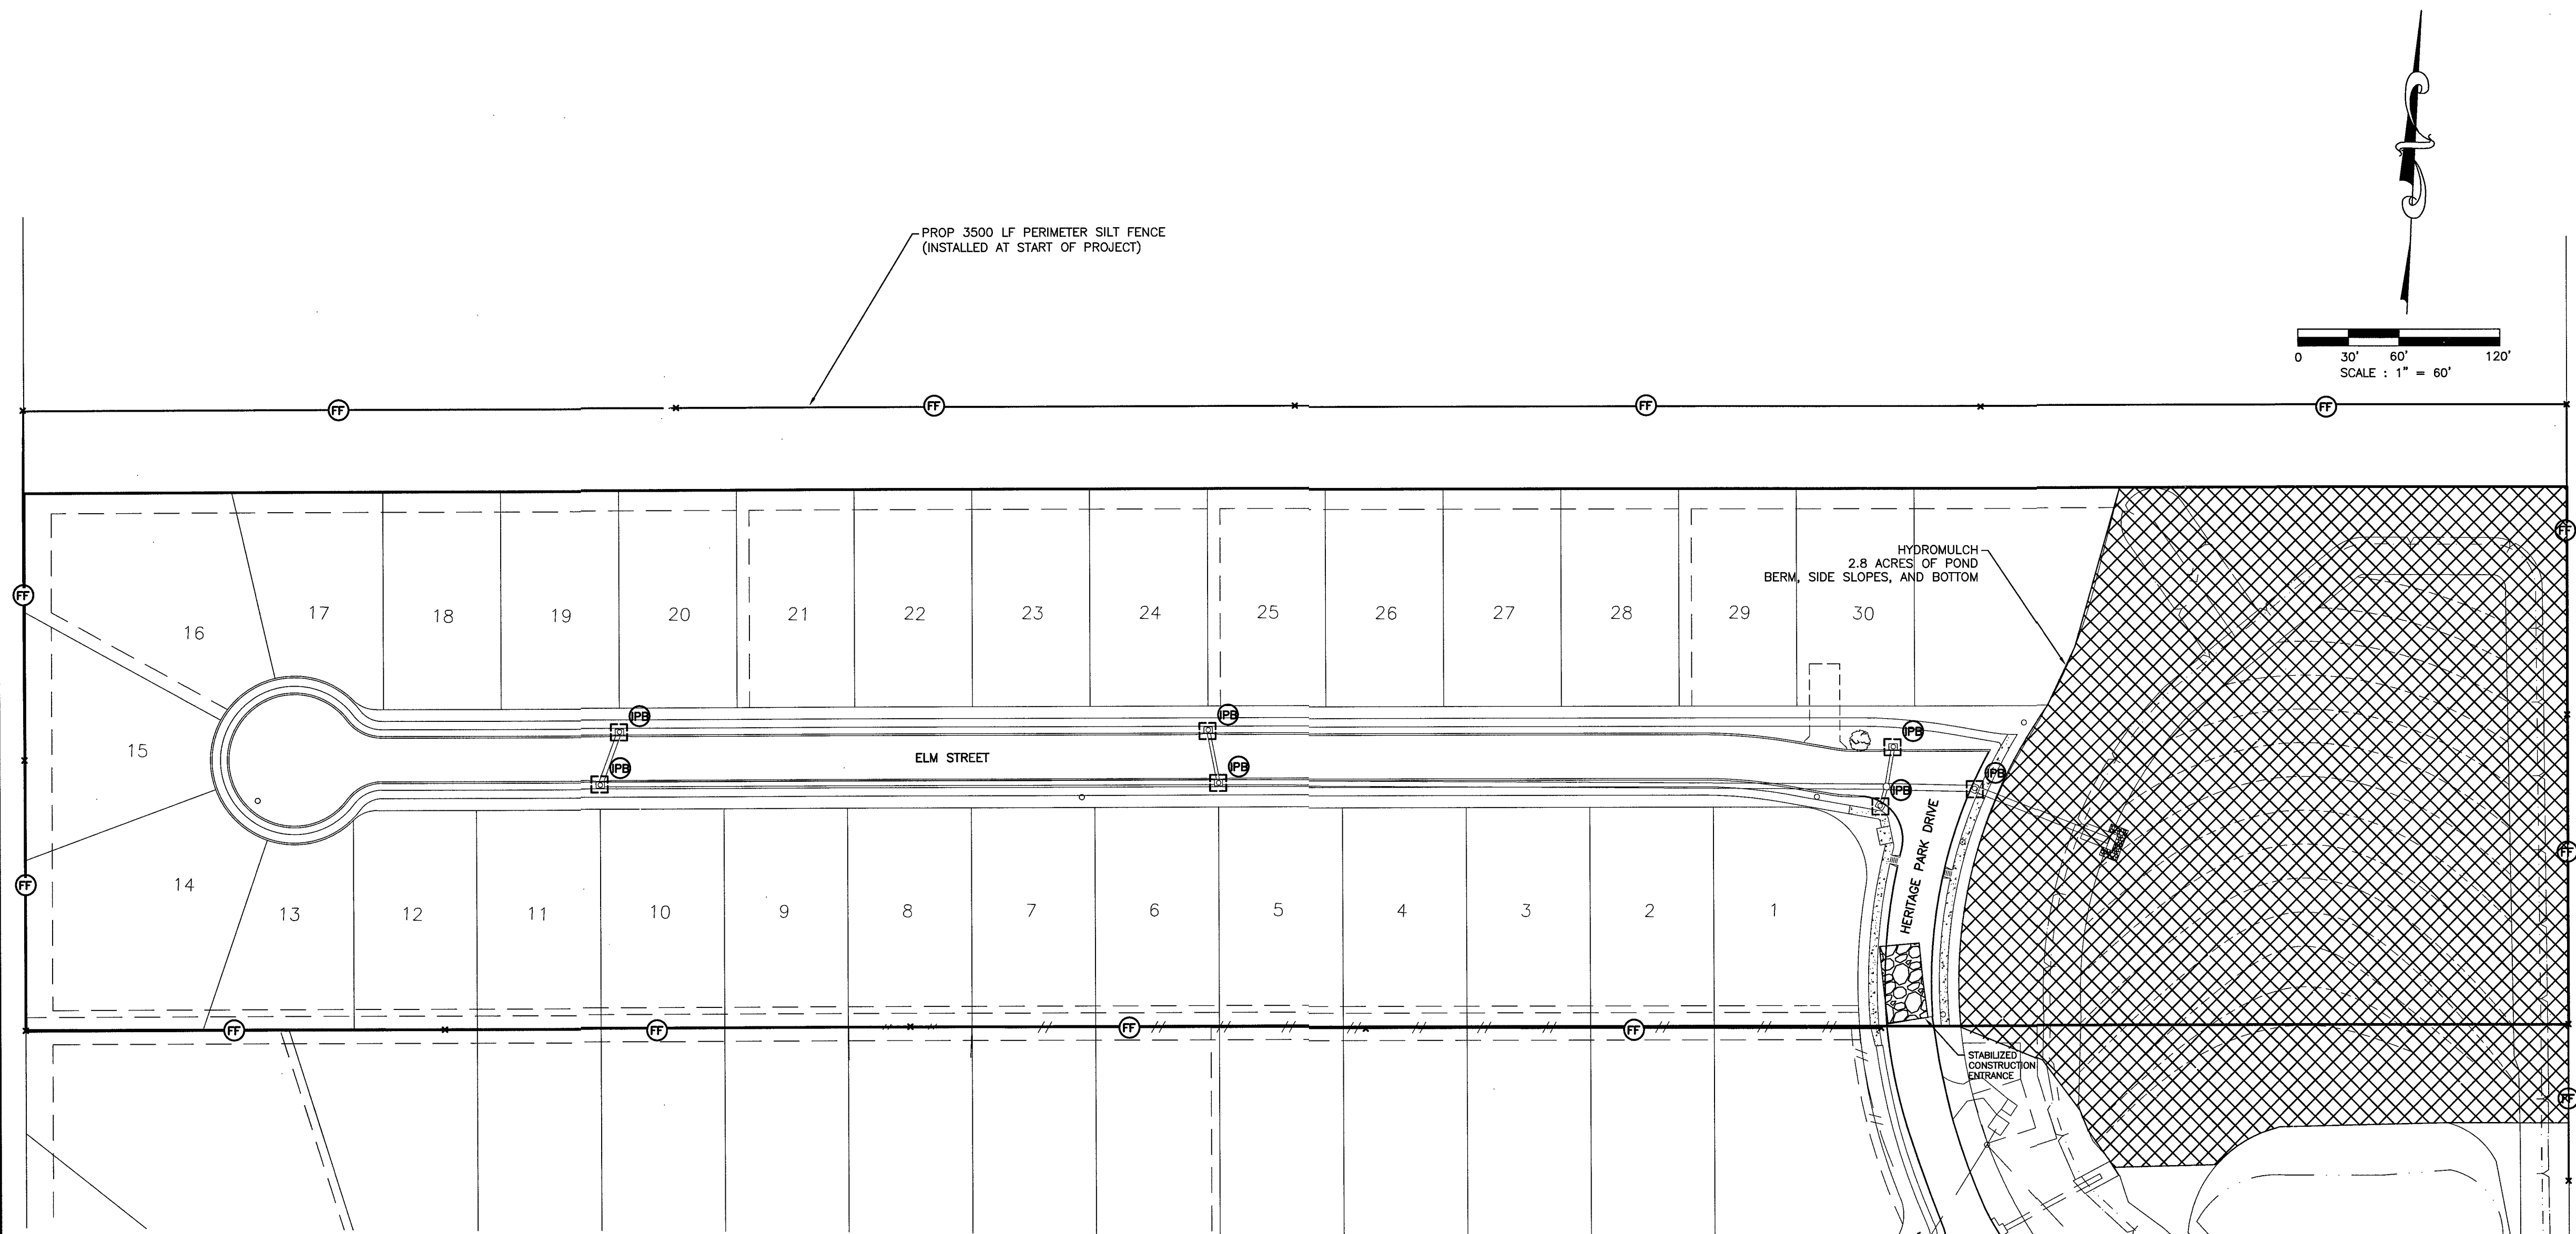 PROP 3500 LF PERIMETER SILT FENCE
(INSTALLED AT START OF PROJECT)
0 30' 60' 120'
SCALE : 1" = 60'
FF FF FF FF
FF
HYDROMULCH
2.8 ACRES OF POND
BERM, SIDE SLOPES, AND BOTTOM
FF
16 17 18 19 20 21 22 23 24 25 26 27 28 29 30
IPB IPB IPB
15
ELM STREET
IPB IPB IPB IPB
HERITAGE PARK DRIVE
FF
FF
14 13 12 11 10 9 8 7 6 5 4 3 2 1
FF FF FF FF
STABILIZED
CONSTRUCTION
ENTRANCE
FF